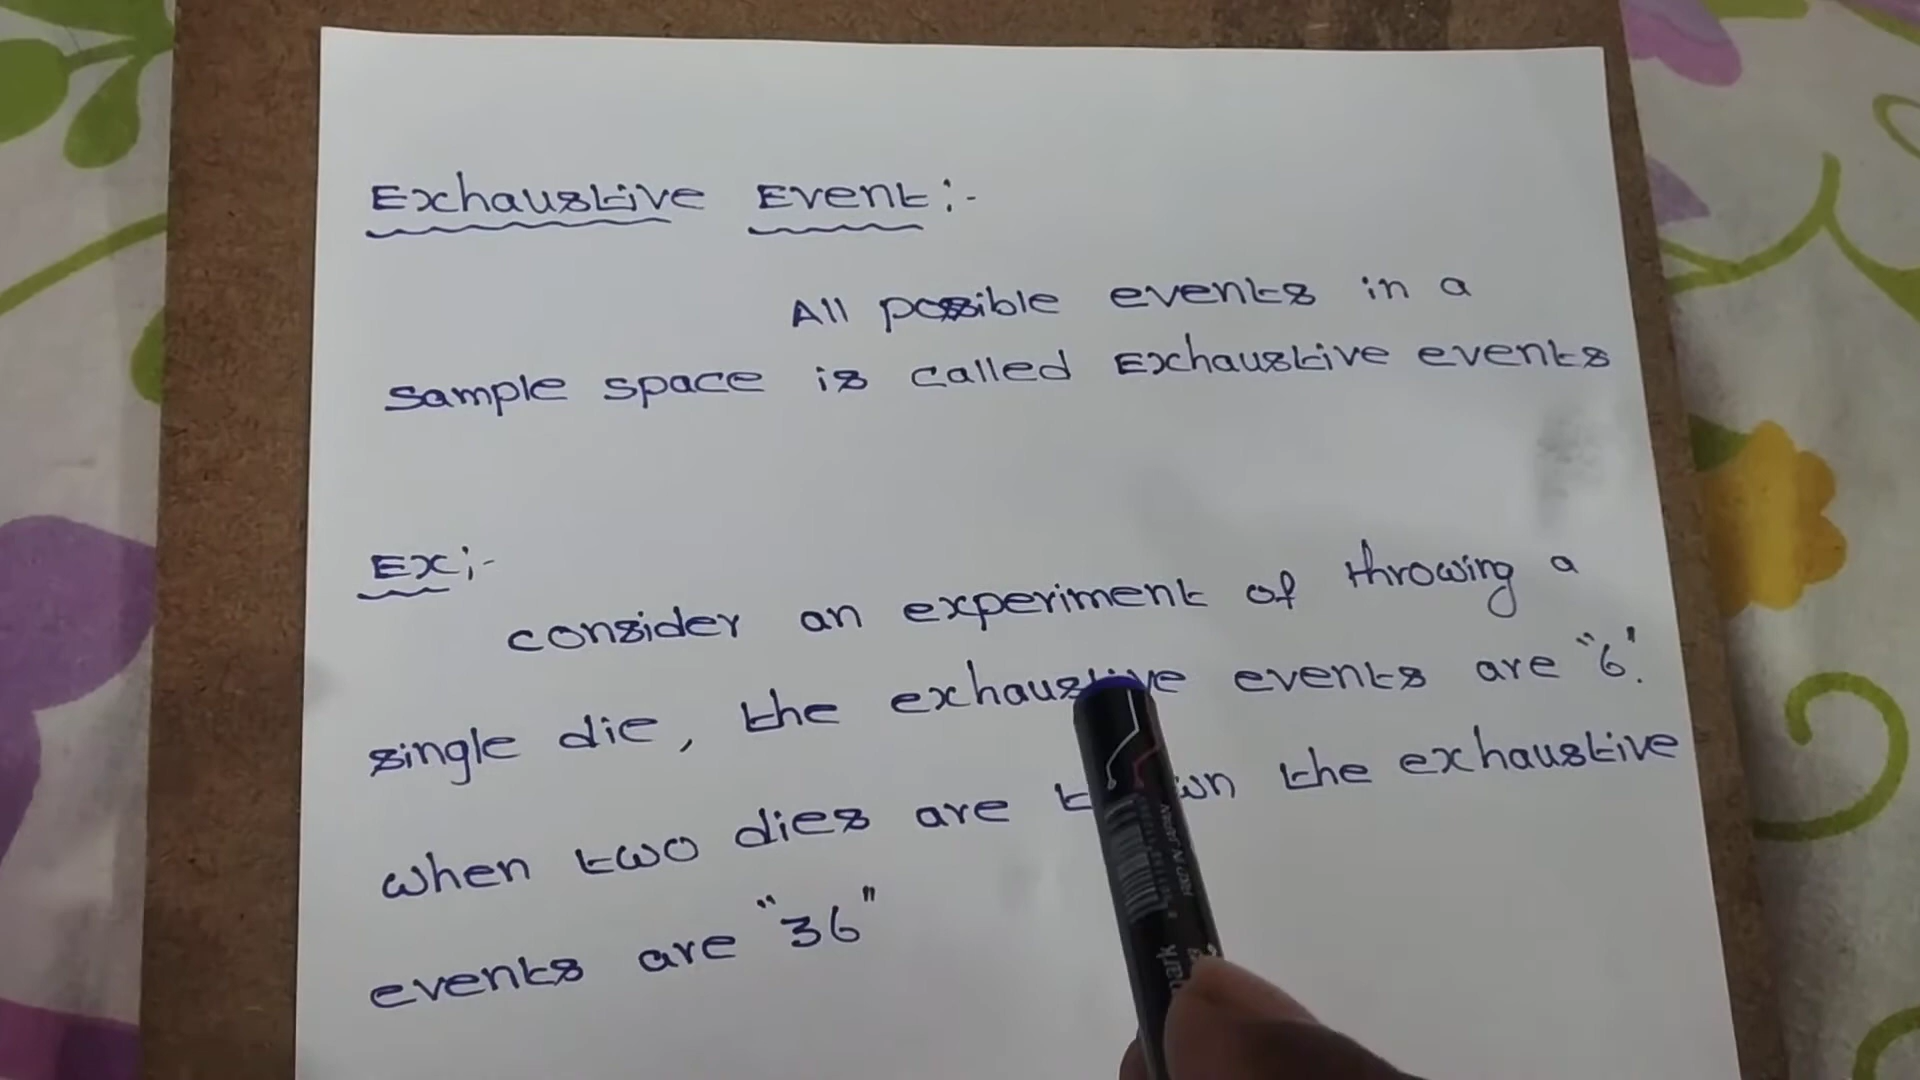 Exhaustive Event:-
All possible events in a
sample space is called Exhaustive events
Ex:-
consider an experiment of throwing a
single die, the exhaustive events are "6".
when two dies are the exhaustive
events are "36"